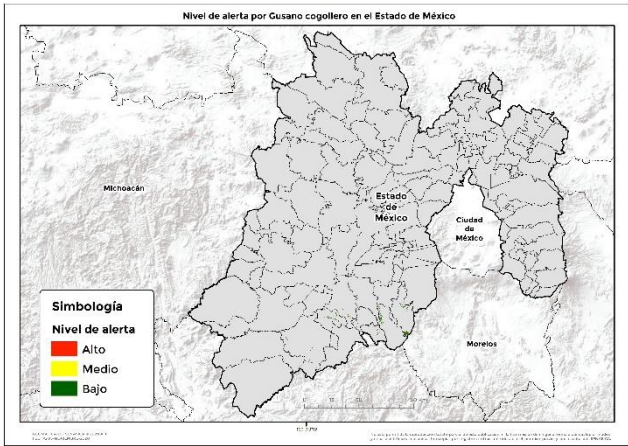 Nivel de alerta por Gusano cogollero en el Estado de México
Michoacán
Estado
de
México
Ciudad
de
México
Morelos
Simbología
Nivel de alerta
Alto
Medio
Bajo